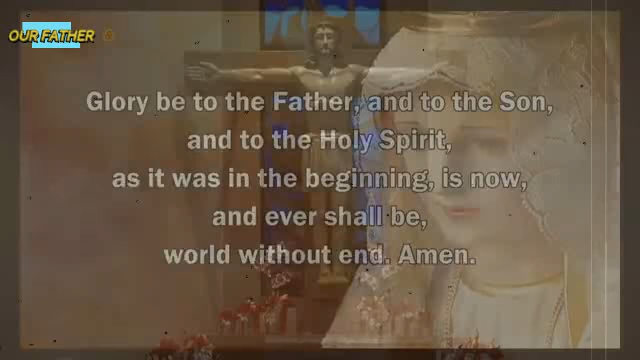 OUR FATHER
Glory be to the Father, and to the Son,
and to the Holy Spirit,
as it was in the beginning, is now,
and ever shall be,
world without end. Amen.